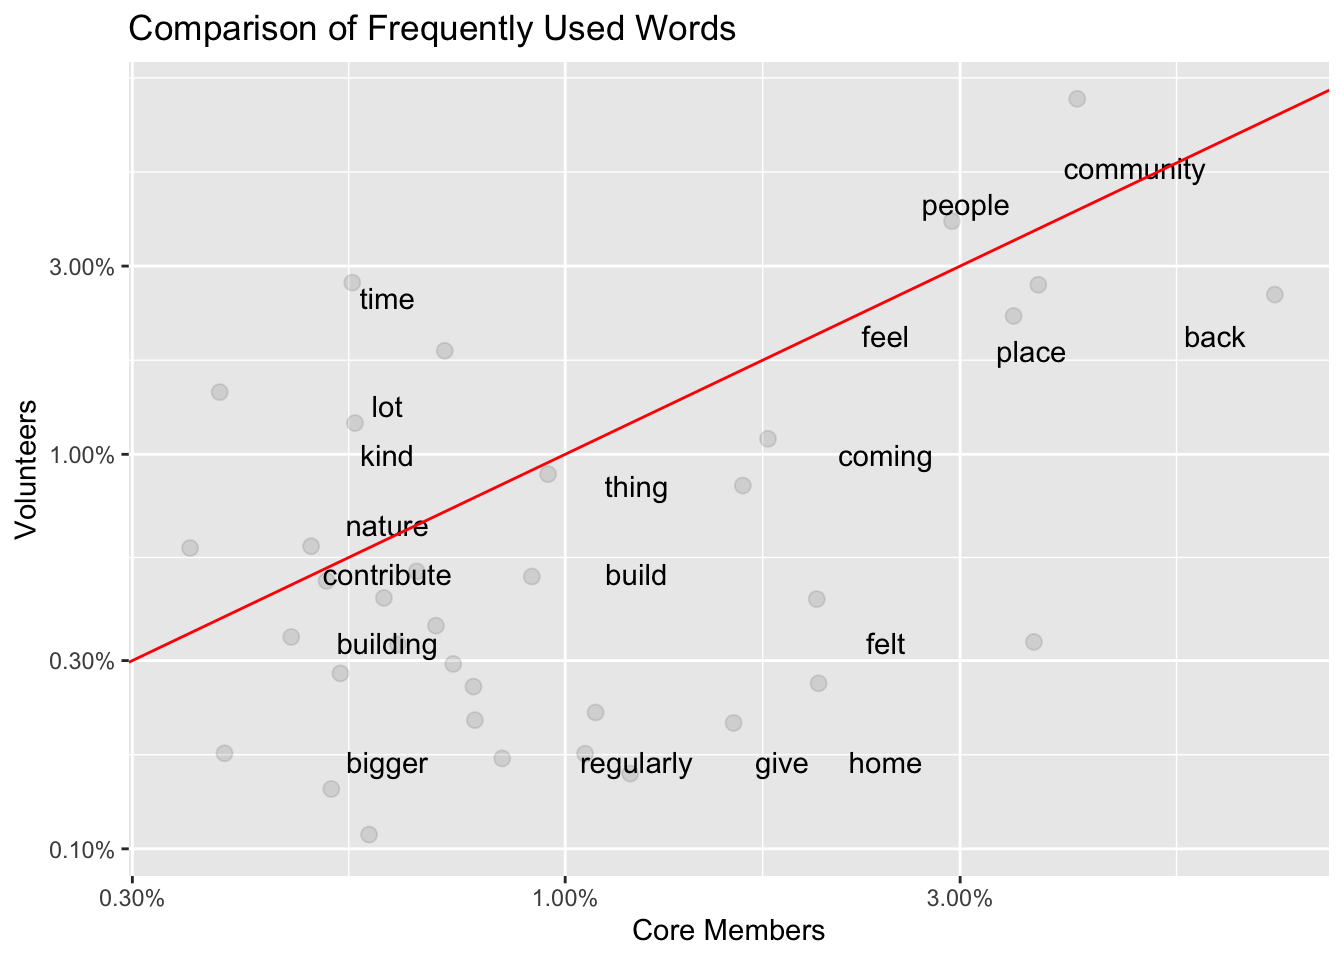 Comparison of Frequently Used Words
community
people
3.00%
time
feel
back
place
lot
Volunteers
1.00%
kind
coming
thing
nature
contribute
build
building
felt
0.30%
bigger
regularly
give
home
0.10%
0.30%
1.00%
3.00%
Core Members